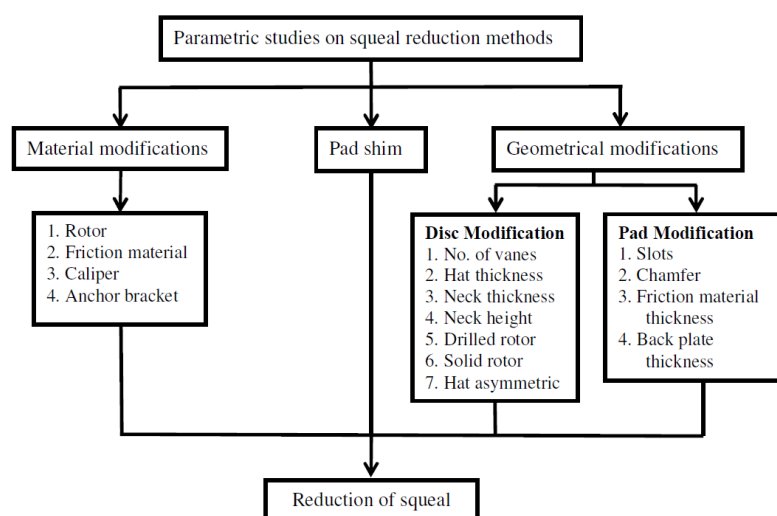 Parametric studies on squeal reduction methods
Material modifications
Pad shim
Geometrical modifications
1. Rotor
2. Friction material
3. Caliper
4. Anchor bracket
Disc Modification
1. No. of vanes
2. Hat thickness
3. Neck thickness
4. Neck height
5. Drilled rotor
6. Solid rotor
7. Hat asymmetric
Pad Modification
1. Slots
2. Chamfer
3. Friction material
thickness
4. Back plate
thickness
Reduction of squeal